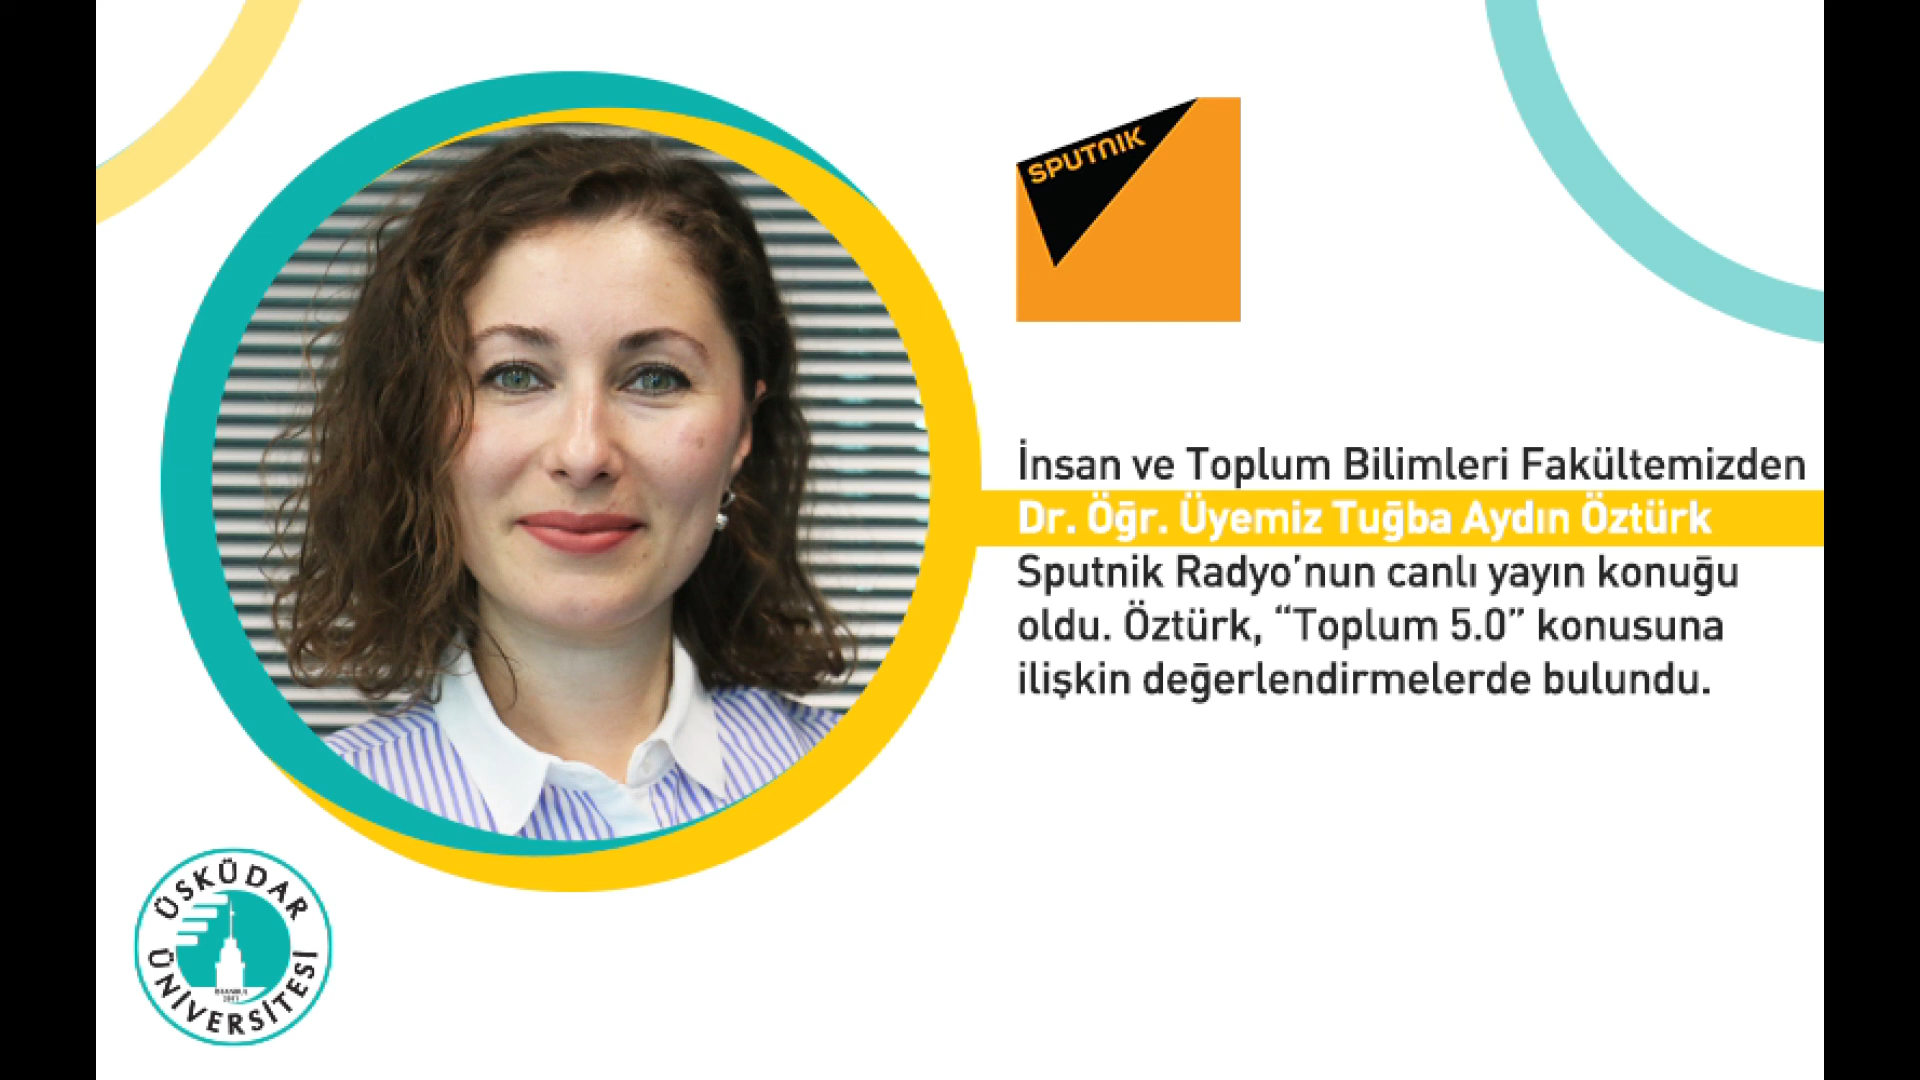 SPUTNIK
İnsan ve Toplum Bilimleri Fakültemizden
Dr. Öğr. Üyemiz Tuğba Aydın Öztürk
Sputnik Radyo’nun canlı yayın konuğu
oldu. Öztürk, “Toplum 5.0” konusuna
ilişkin değerlendirmelerde bulundu.
ÜSKÜDAR
ÜNİVERSİTESİ